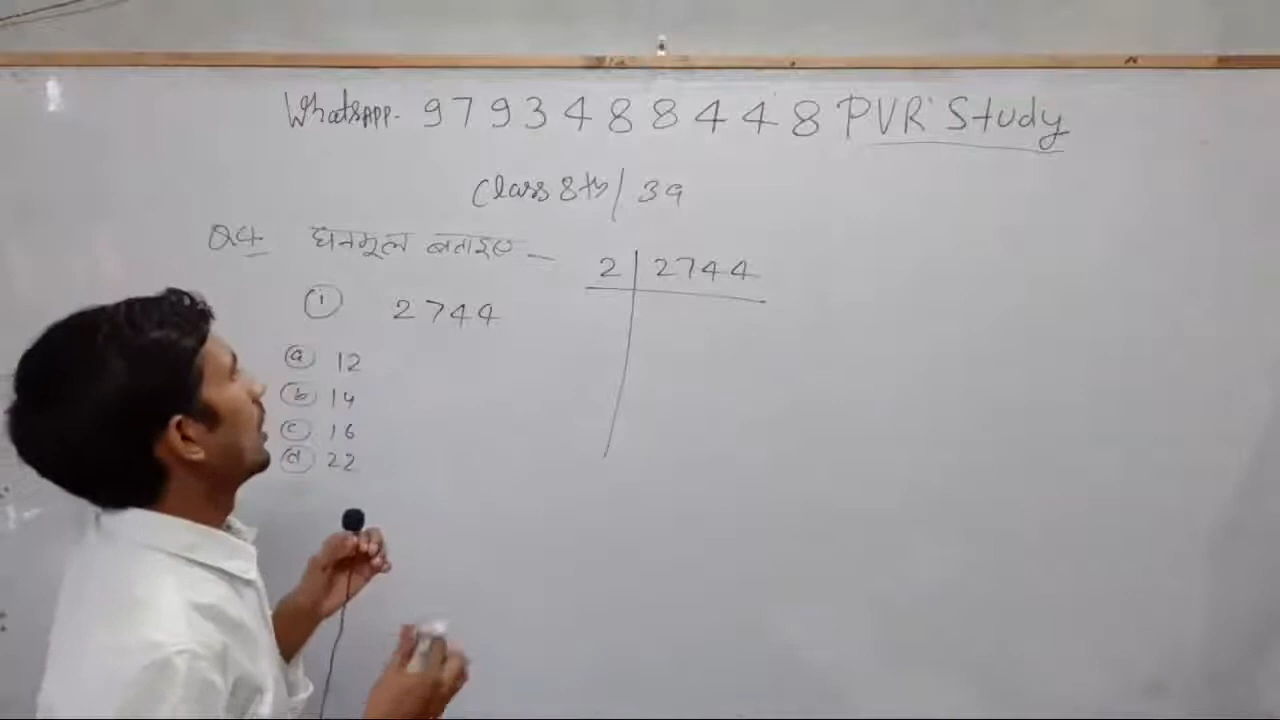 Whatsapp. 9793488448 PVR Study
Class 8th/39
Q4 घनमूल बताइए -
(i) 2744
2 | 2744
(a) 12
(b) 14
(c) 16
(d) 22